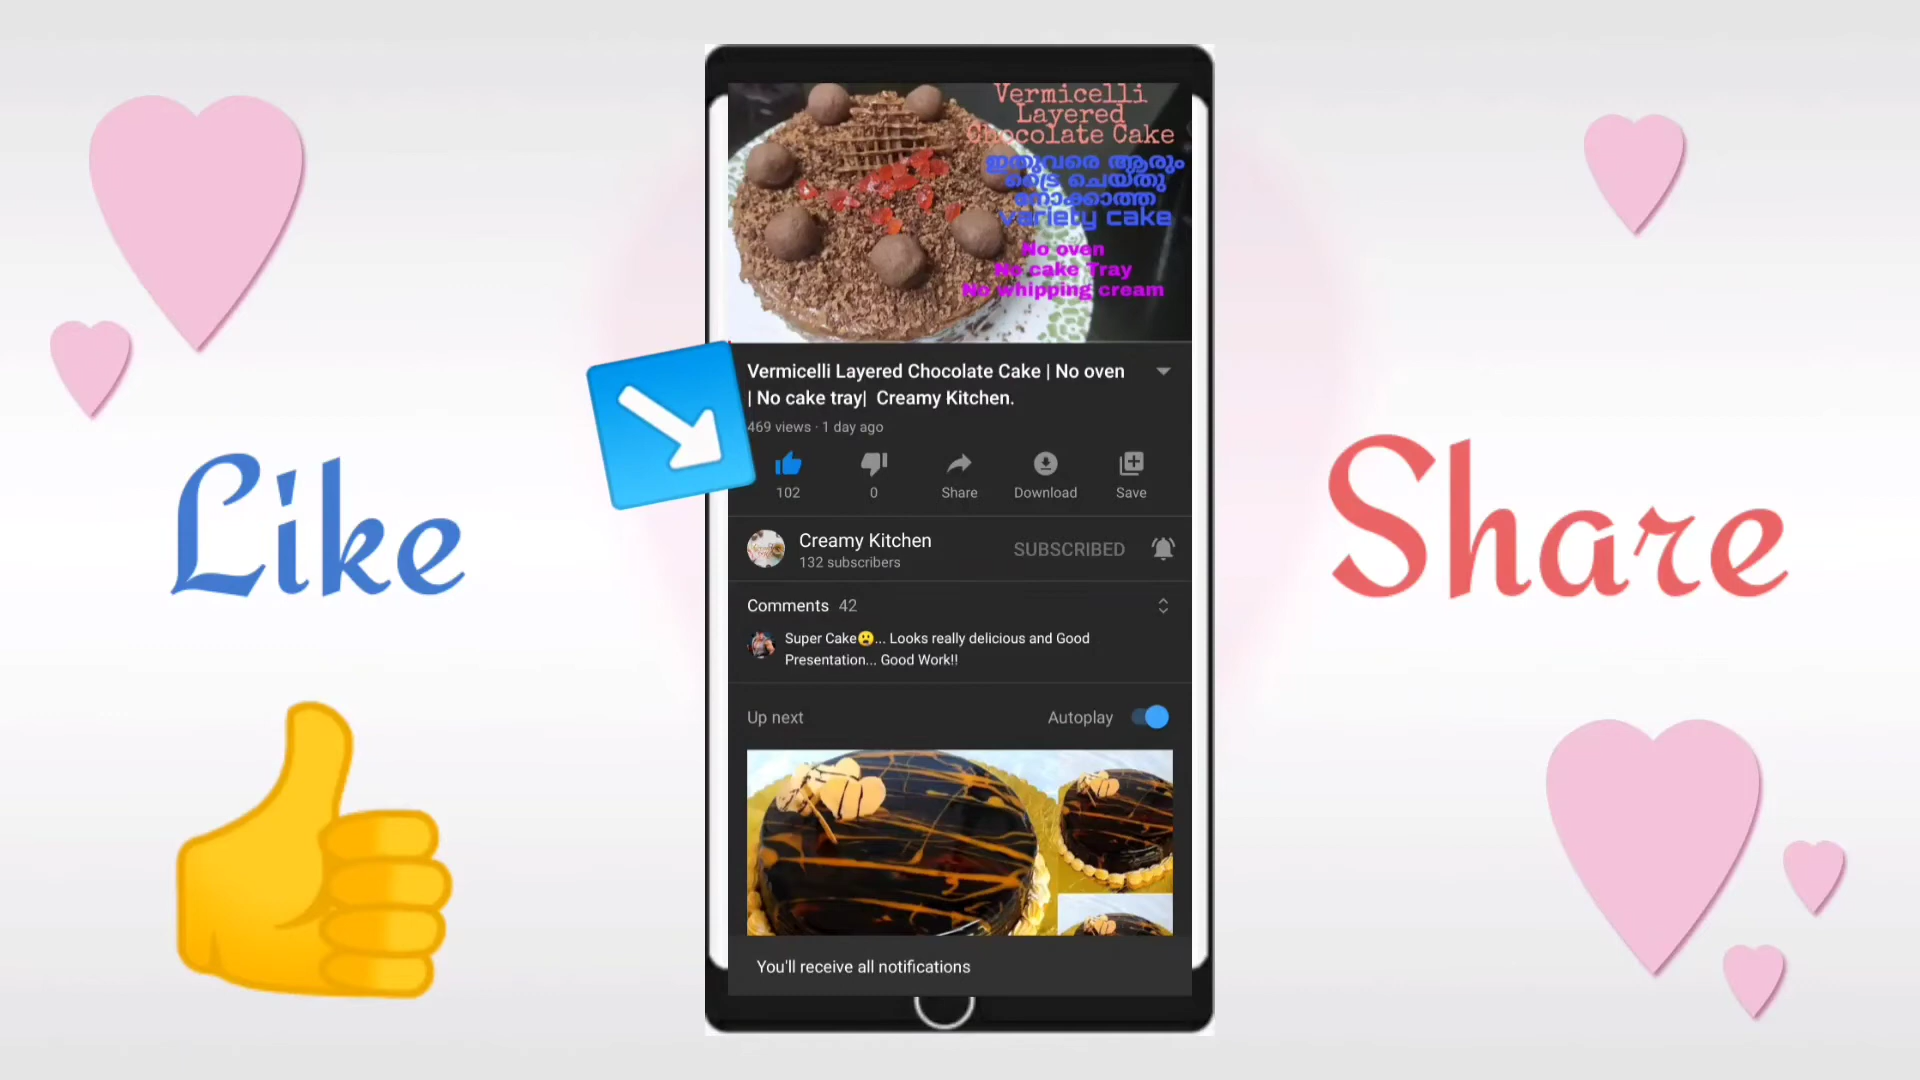 Vermicelli
Layered
Chocolate Cake
ഇതുവരെ ആരും
ട്രൈ ചെയ്തു
നോക്കാത്ത
variety cake
No oven
No cake Tray
No whipping cream
Vermicelli Layered Chocolate Cake | No oven
| No cake tray| Creamy Kitchen.
469 views · 1 day ago
102
0
Share
Download
Save
Creamy Kitchen
SUBSCRIBED
132 subscribers
Comments 42
Super Cake😮... Looks really delicious and Good
Presentation... Good Work!!
Up next
Autoplay
You'll receive all notifications
Like
Share